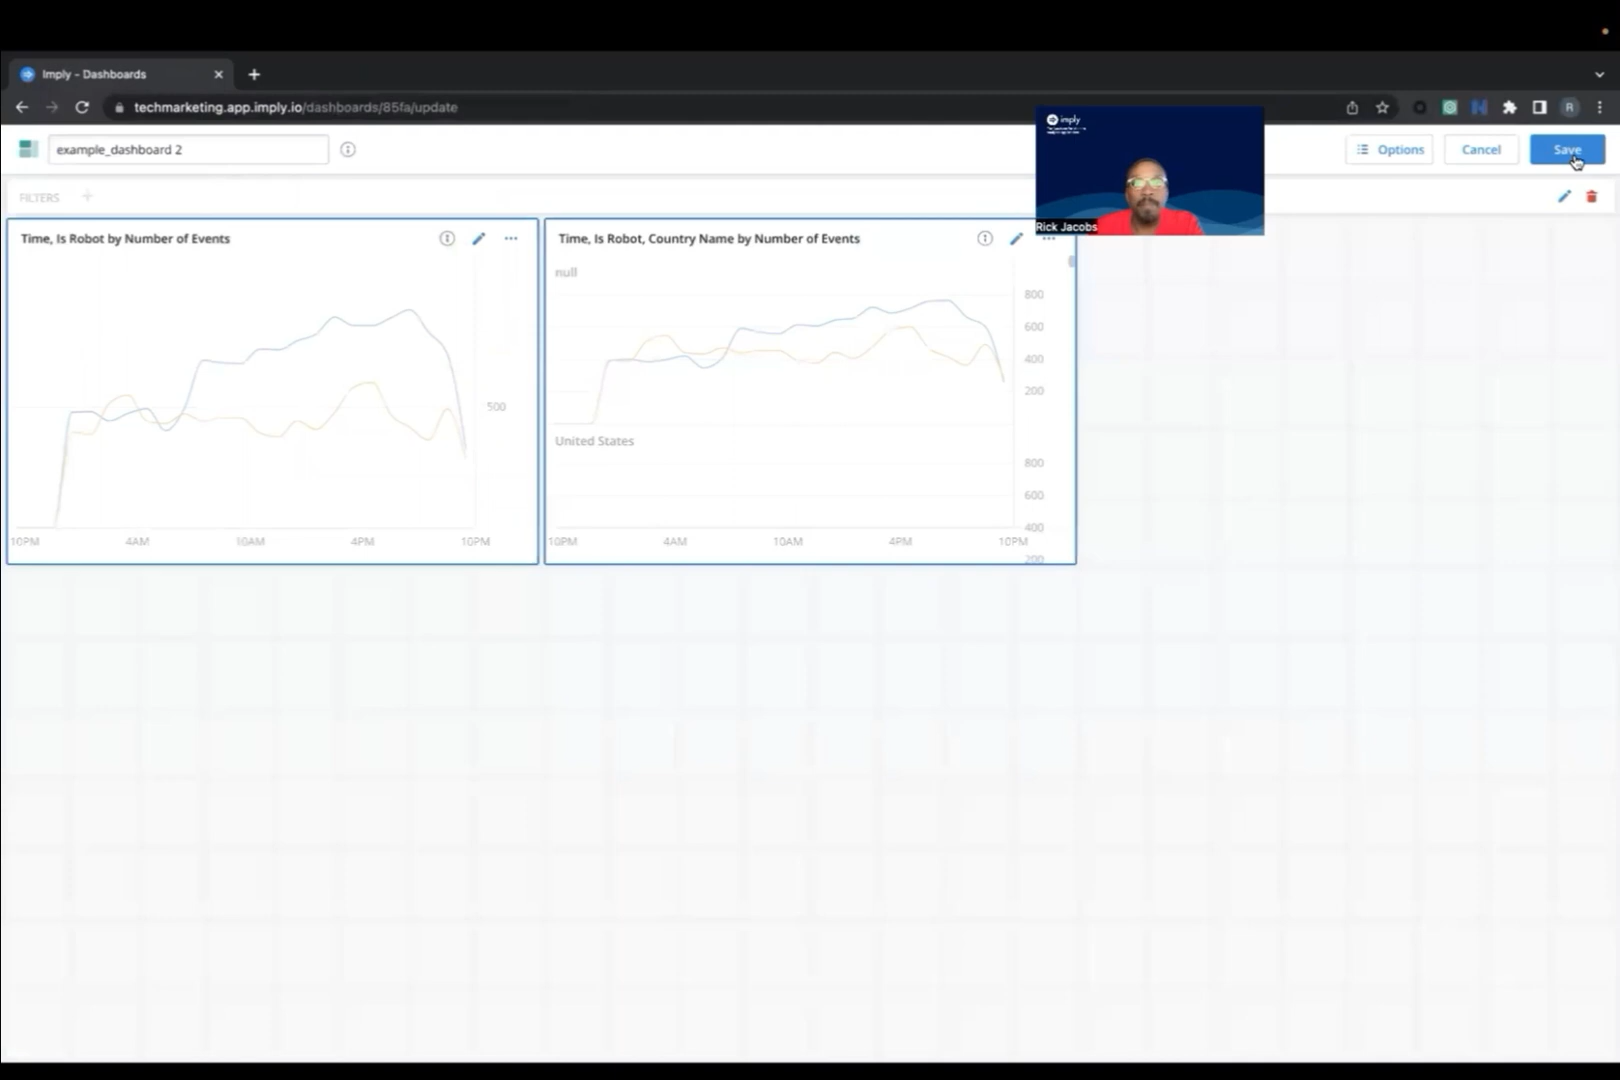 Imply - Dashboards
techmarketing.app.imply.io/dashboards/85fa/update
R
example_dashboard 2
imply
Options
Cancel
Save
FILTERS
Rick Jacobs
Time, Is Robot by Number of Events
500
10PM 4AM 10AM 4PM 10PM
Time, Is Robot, Country Name by Number of Events
null
800
600
400
200
United States
800
600
400
200
10PM 4AM 10AM 4PM 10PM